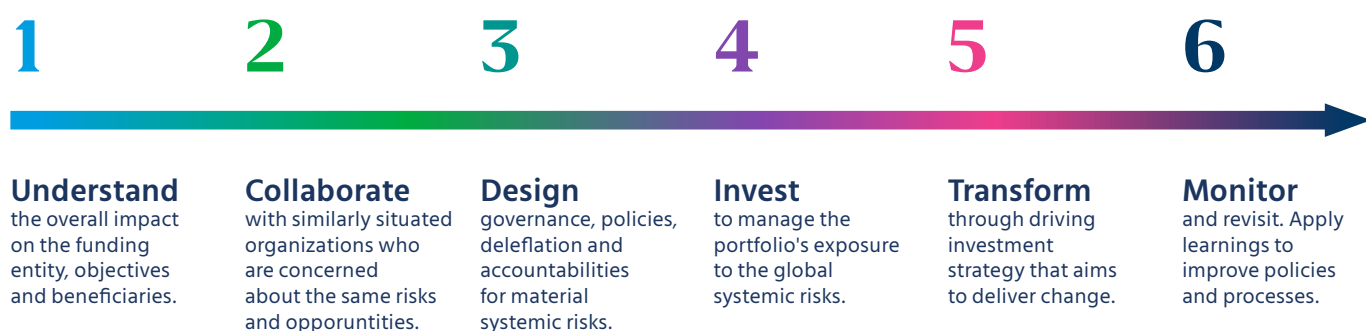 1
2
3
4
5
6
Understand
the overall impact
on the funding
entity, objectives
and beneficiaries.
Collaborate
with similarly situated
organizations who
are concerned
about the same risks
and opporunties.
Design
governance, policies,
deleflation and
accountabilities
for material
systemic risks.
Invest
to manage the
portfolio's exposure
to the global
systemic risks.
Transform
through driving
investment
strategy that aims
to deliver change.
Monitor
and revisit. Apply
learnings to
improve policies
and processes.